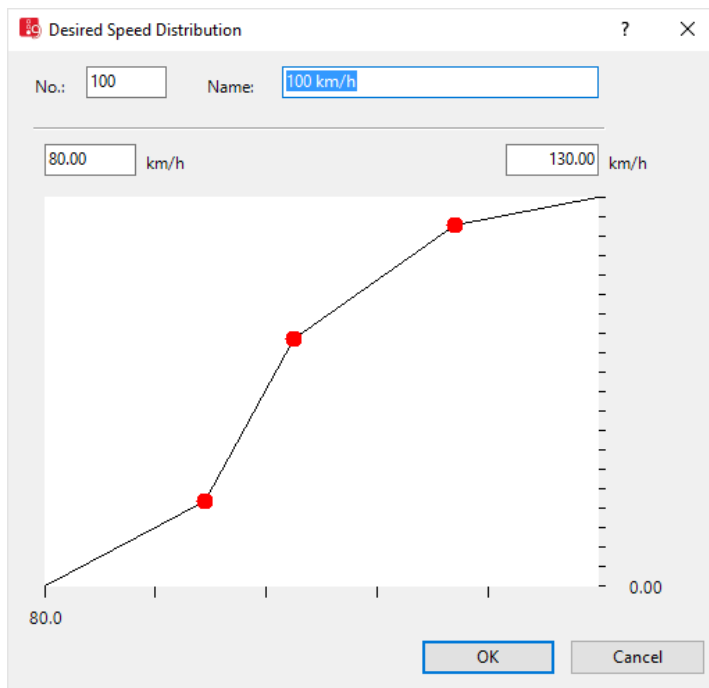 Desired Speed Distribution
No.: 100 Name: 100 km/h
80.00 km/h 130.00 km/h
0.00
80.0
OK Cancel